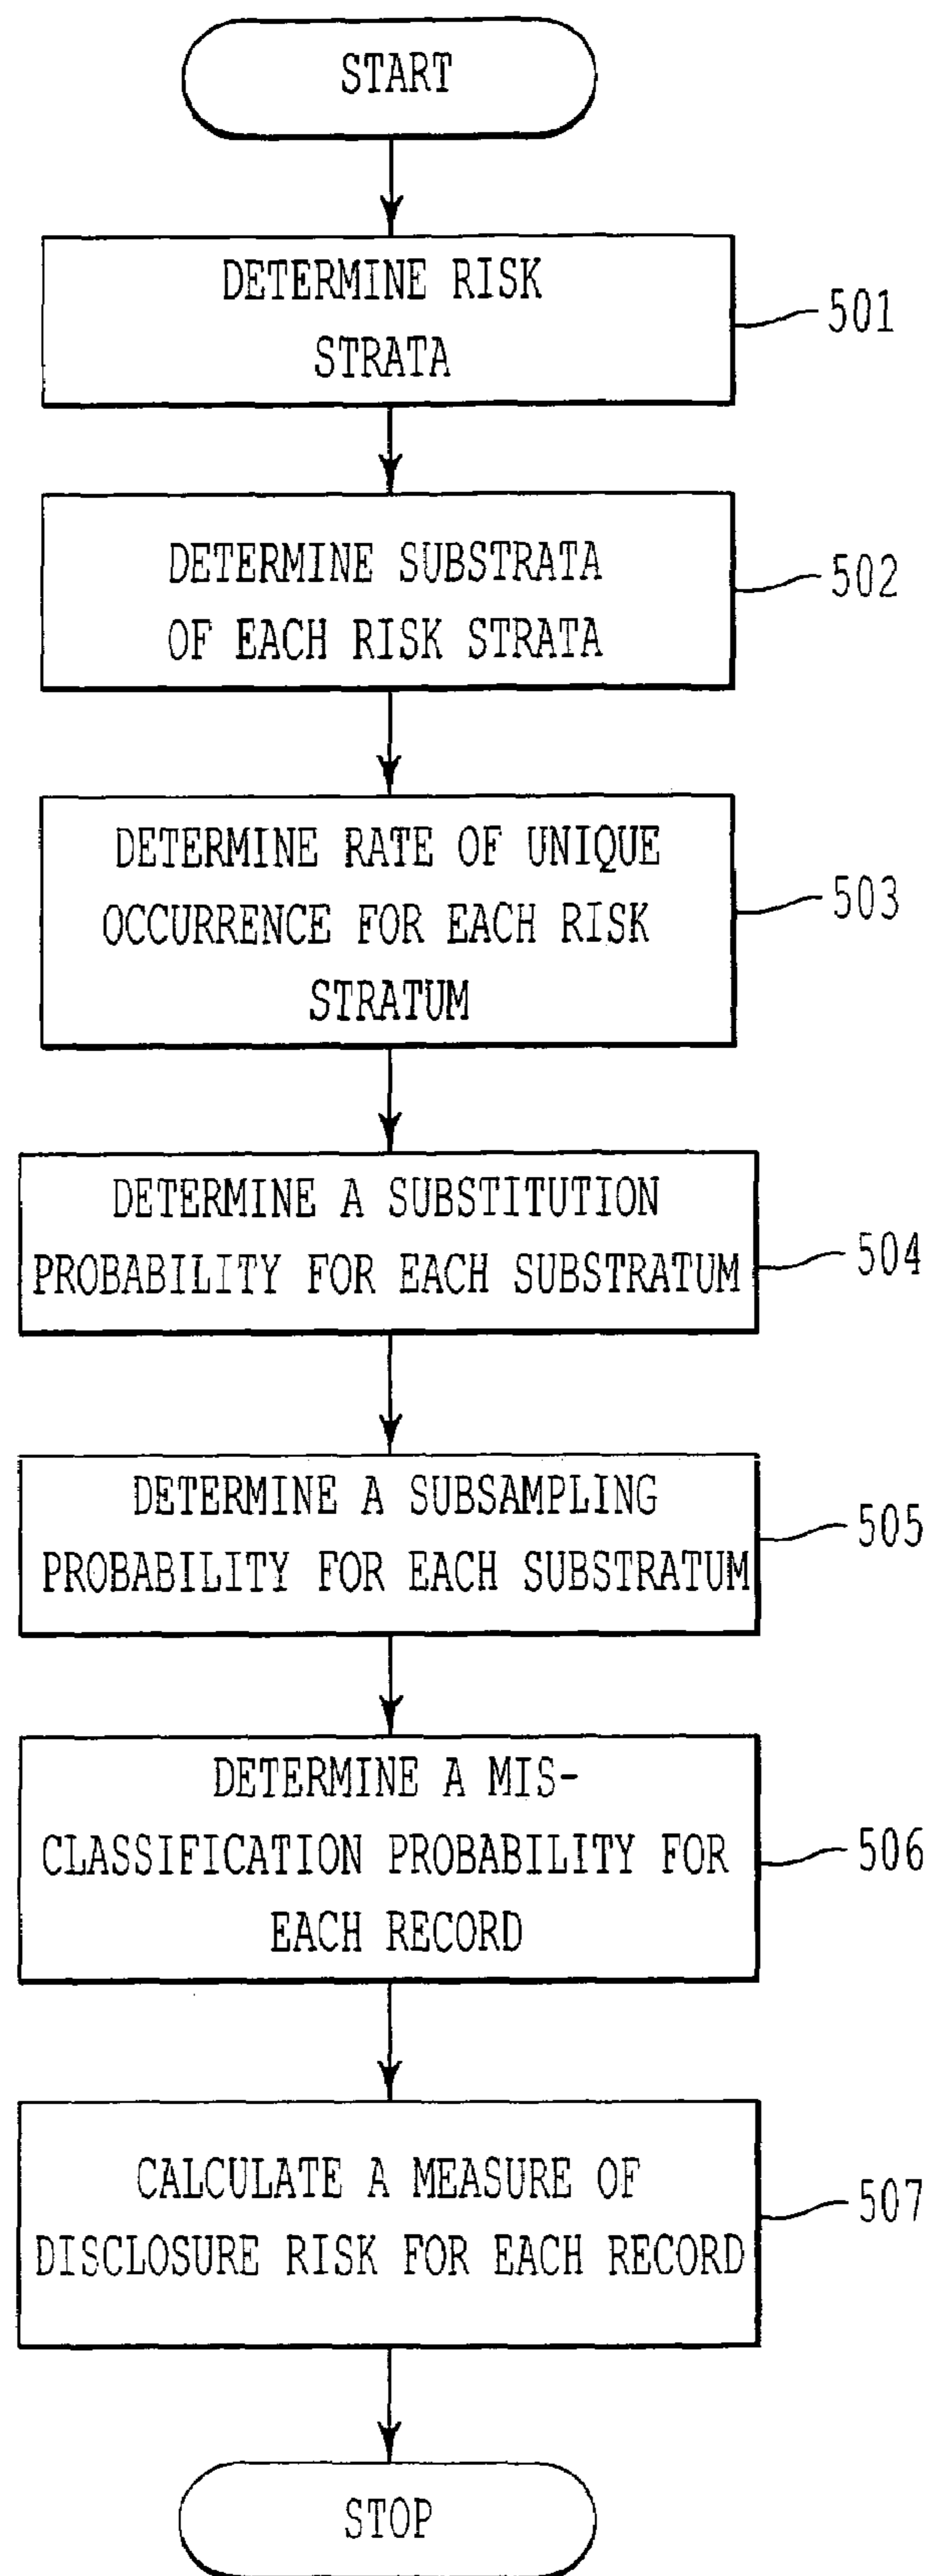 START
DETERMINE RISK
STRATA
501
DETERMINE SUBSTRATA
OF EACH RISK STRATA
502
DETERMINE RATE OF UNIQUE
OCCURRENCE FOR EACH RISK
STRATUM
503
DETERMINE A SUBSTITUTION
PROBABILITY FOR EACH SUBSTRATUM
504
DETERMINE A SUBSAMPLING
PROBABILITY FOR EACH SUBSTRATUM
505
DETERMINE A MIS-
CLASSIFICATION PROBABILITY FOR
EACH RECORD
506
CALCULATE A MEASURE OF
DISCLOSURE RISK FOR EACH RECORD
507
STOP